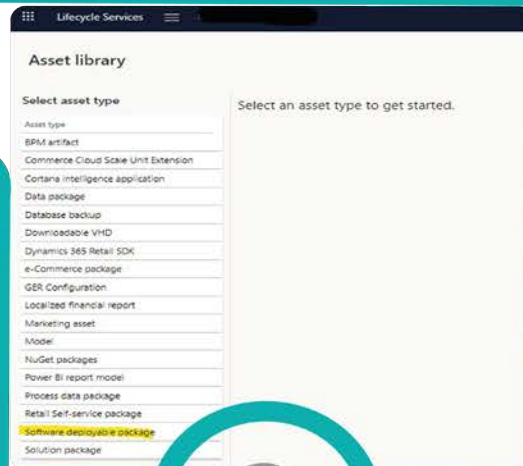 Lifecycle Services
Asset library
Select asset type
Select an asset type to get started.
Asset type
BPM artifact
Commerce Cloud Scale Unit Extension
Cortana intelligence application
Data package
Database backup
Downloadable VHD
Dynamics 365 Retail SDK
e-Commerce package
GER Configuration
Localized financial report
Marketing asset
Model
NuGet packages
Power BI report model
Process data package
Retail Self-service package
Software deployable package
Solution package